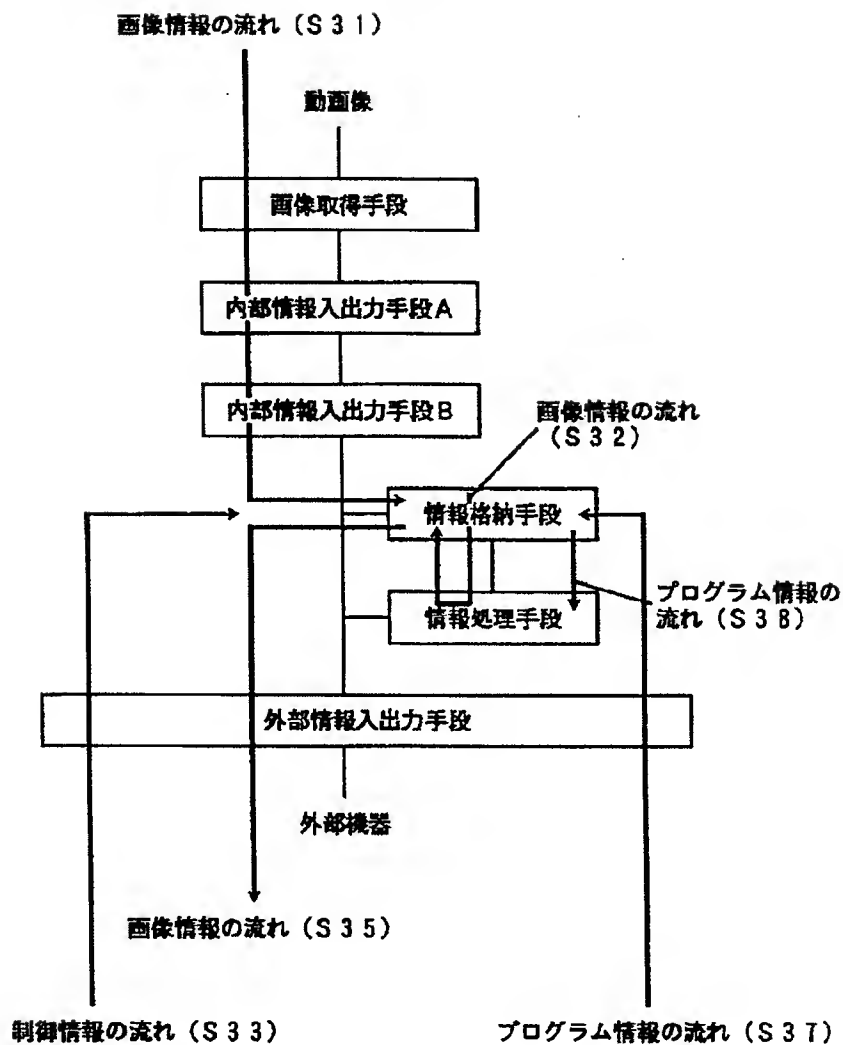 画像情報の流れ（S31）
動画像
画像取得手段
内部情報入出力手段A
内部情報入出力手段B
画像情報の流れ
（S32）
情報格納手段
プログラム情報の
流れ（S38）
情報処理手段
外部情報入出力手段
外部機器
画像情報の流れ（S35）
制御情報の流れ（S33）
プログラム情報の流れ（S37）